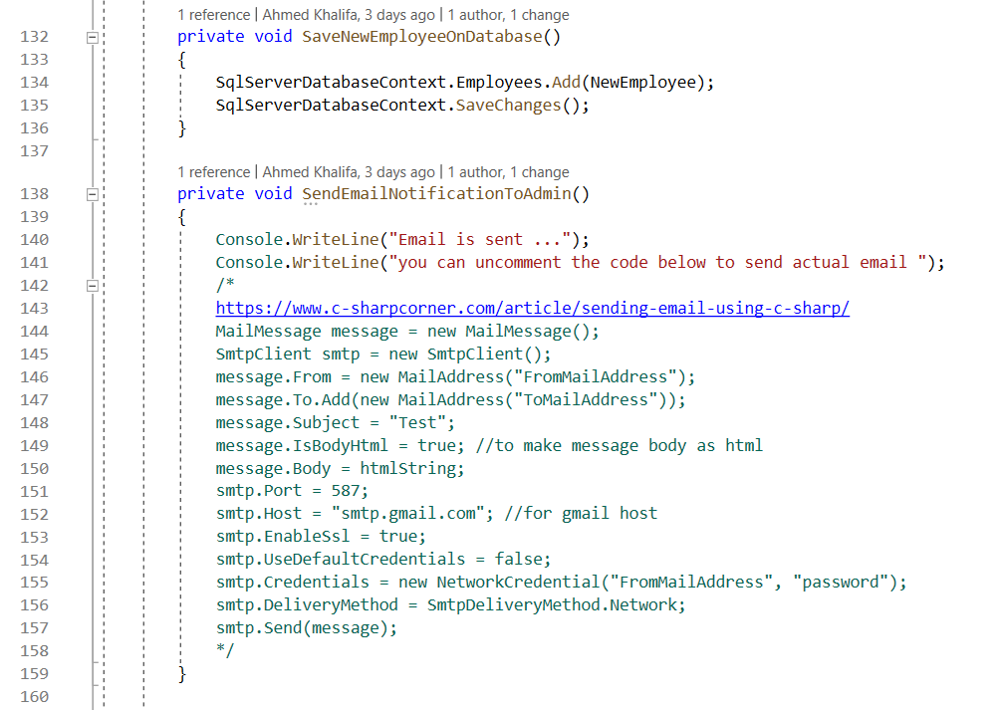 1 reference | Ahmed Khalifa, 3 days ago | 1 author, 1 change
132 private void SaveNewEmployeeOnDatabase()
133 {
134 SqlServerDatabaseContext.Employees.Add(NewEmployee);
135 SqlServerDatabaseContext.SaveChanges();
136 }
137
1 reference | Ahmed Khalifa, 3 days ago | 1 author, 1 change
138 private void SendEmailNotificationToAdmin()
139 {
140 Console.WriteLine("Email is sent ...");
141 Console.WriteLine("you can uncomment the code below to send actual email ");
142 /*
143 https://www.c-sharpcorner.com/article/sending-email-using-c-sharp/
144 MailMessage message = new MailMessage();
145 SmtpClient smtp = new SmtpClient();
146 message.From = new MailAddress("FromMailAddress");
147 message.To.Add(new MailAddress("ToMailAddress"));
148 message.Subject = "Test";
149 message.IsBodyHtml = true; //to make message body as html
150 message.Body = htmlString;
151 smtp.Port = 587;
152 smtp.Host = "smtp.gmail.com"; //for gmail host
153 smtp.EnableSsl = true;
154 smtp.UseDefaultCredentials = false;
155 smtp.Credentials = new NetworkCredential("FromMailAddress", "password");
156 smtp.DeliveryMethod = SmtpDeliveryMethod.Network;
157 smtp.Send(message);
158 */
159 }
160